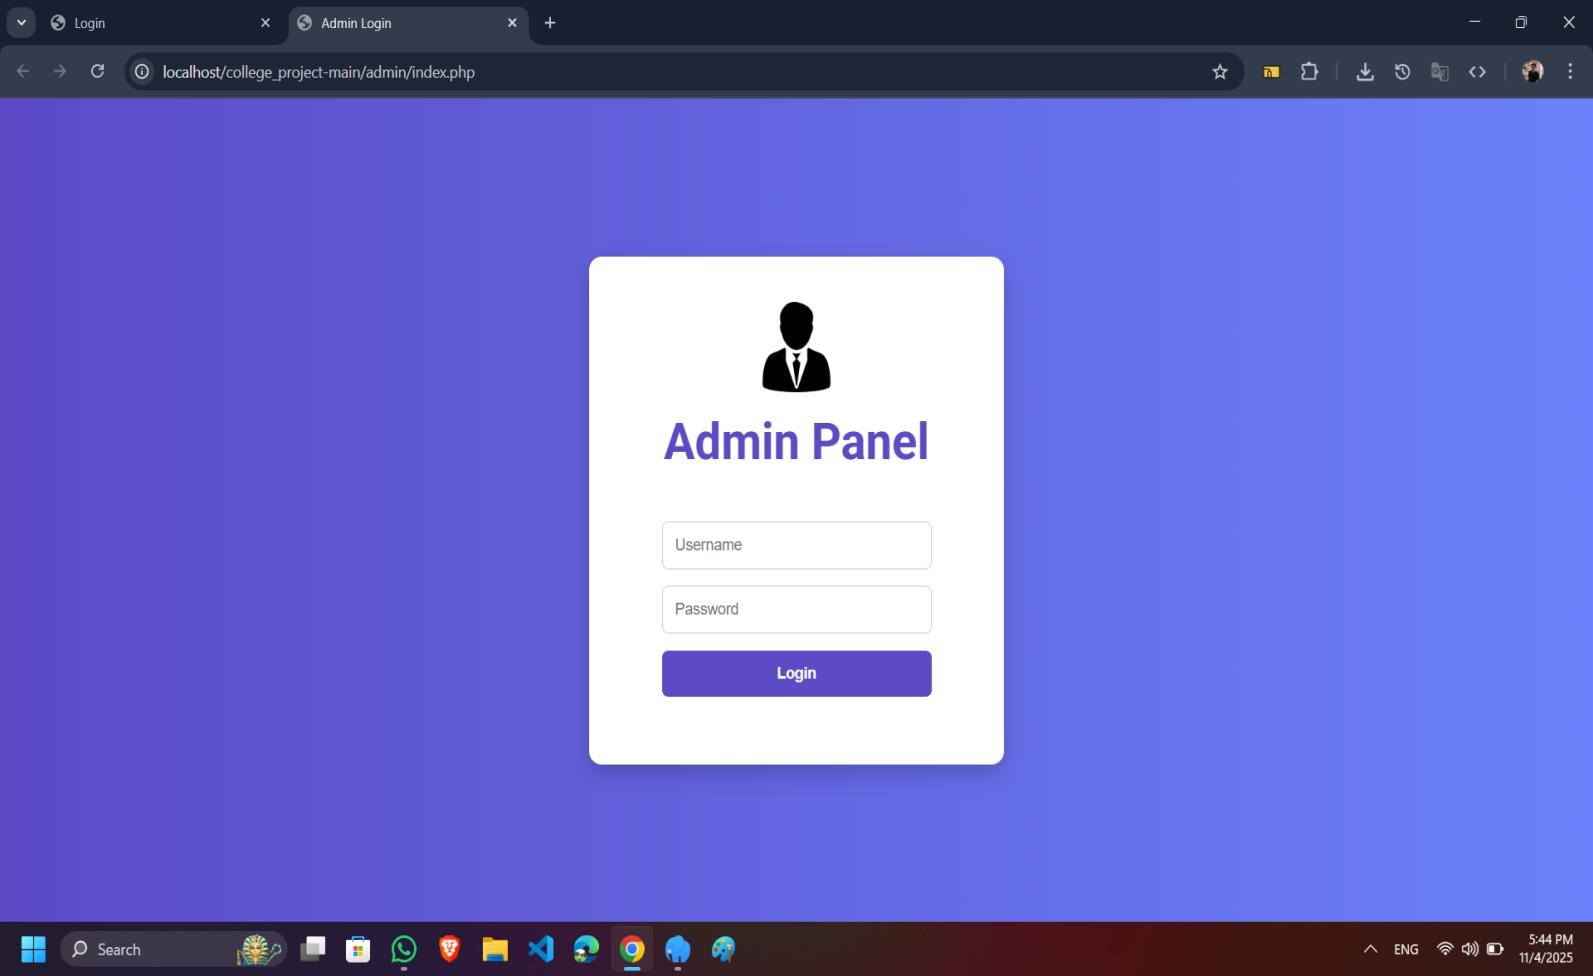 Login
Admin Login
localhost/college_project-main/admin/index.php
Admin Panel
Username
Password
Login
Search
ENG
5:44 PM
11/4/2025